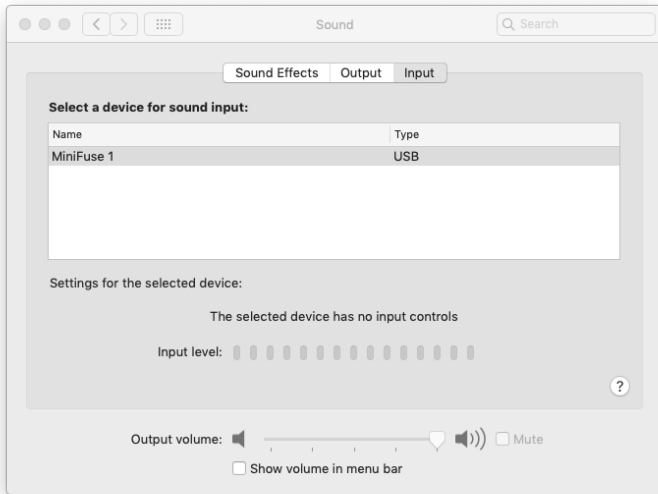 Sound
Search
Sound Effects Output Input
Select a device for sound input:
Name Type
MiniFuse 1 USB
Settings for the selected device:
The selected device has no input controls
Input level:
?
Output volume: Mute
Show volume in menu bar